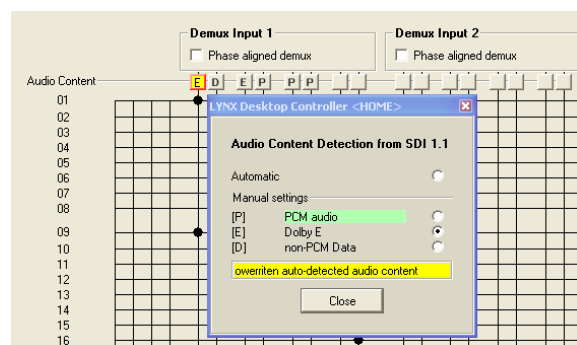 Demux Input 1
Demux Input 2
Phase aligned demux
Phase aligned demux
Audio Content
E D E P P P
01
02
03
04
05
06
07
08
09
10
11
12
13
14
15
16
LYNX Desktop Controller <HOME>
Audio Content Detection from SDI 1.1
Automatic
Manual settings
[P] PCM audio
[E] Dolby E
[D] non-PCM Data
owerriten auto-detected audio content
Close